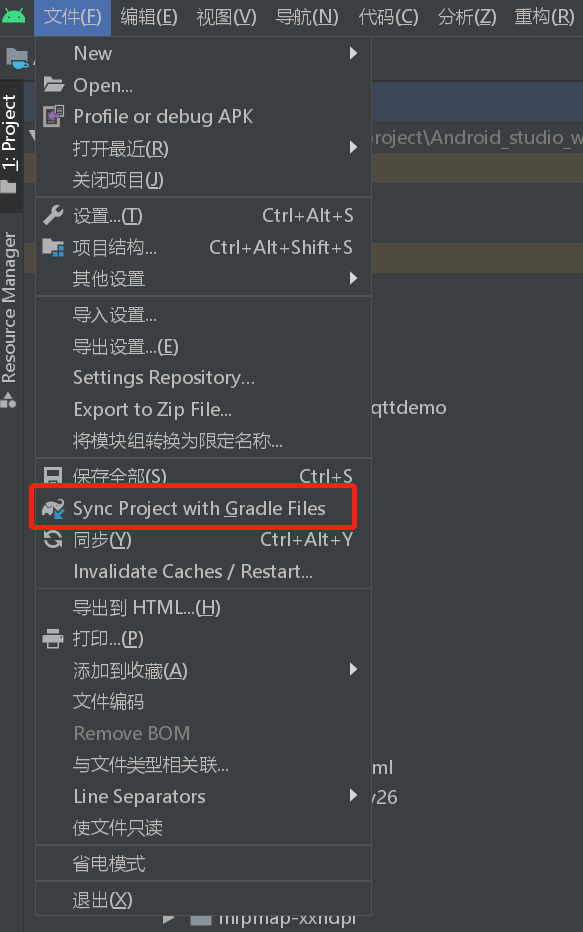 文件(F) 编辑(E) 视图(V) 导航(N) 代码(C) 分析(Z) 重构(R)
New
Open...
Profile or debug APK
打开最近(R)
project\Android_studio_w
关闭项目(J)
1: Project
设置...(T) Ctrl+Alt+S
项目结构... Ctrl+Alt+Shift+S
其他设置
Resource Manager
导入设置...
导出设置...(E)
Settings Repository...
Export to Zip File...
qttdemo
将模块组转换为限定名称...
保存全部(S) Ctrl+S
Sync Project with Gradle Files
同步(Y) Ctrl+Alt+Y
Invalidate Caches / Restart...
导出到 HTML...(H)
打印...(P)
添加到收藏(A)
文件编码
Remove BOM
与文件类型相关联...
ml
Line Separators
v26
使文件只读
省电模式
退出(X)
mipmap-xxhdpi